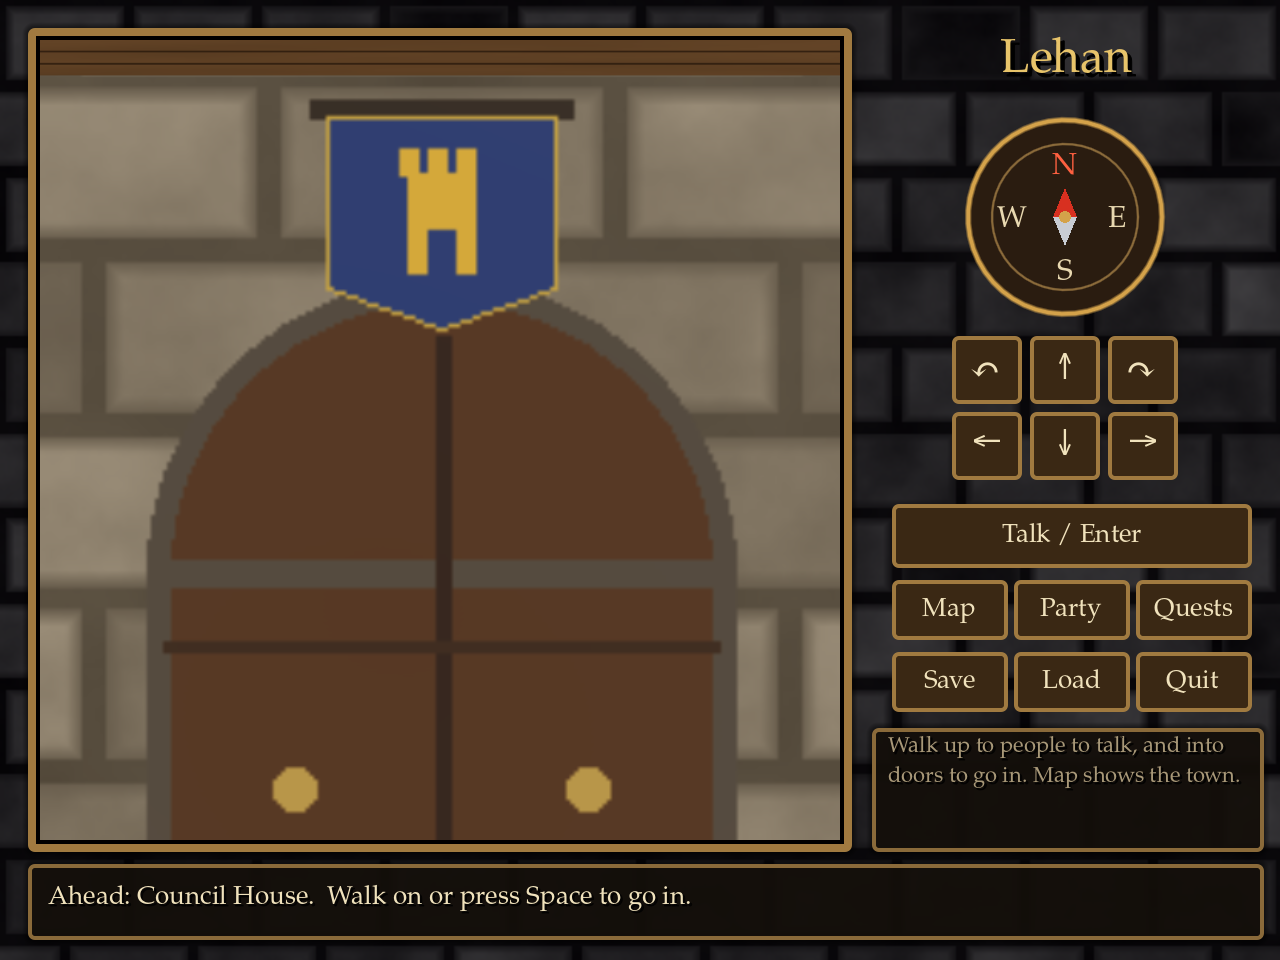 Lehan
N
W E
S
Talk / Enter
Map Party Quests
Save Load Quit
Walk up to people to talk, and into
doors to go in. Map shows the town.
Ahead: Council House. Walk on or press Space to go in.